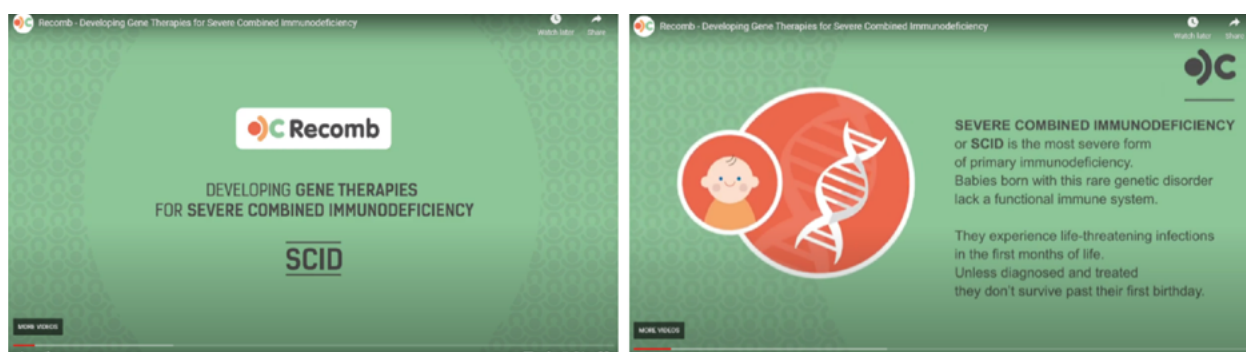 Recomb - Developing Gene Therapies for Severe Combined Immunodeficiency
Watch later Share
Recomb
DEVELOPING GENE THERAPIES
FOR SEVERE COMBINED IMMUNODEFICIENCY
SCID
MORE VIDEOS
Recomb - Developing Gene Therapies for Severe Combined Immunodeficiency
Watch later Share
SEVERE COMBINED IMMUNODEFICIENCY
or SCID is the most severe form
of primary immunodeficiency.
Babies born with this rare genetic disorder
lack a functional immune system.
They experience life-threatening infections
in the first months of life.
Unless diagnosed and treated
they don't survive past their first birthday.
MORE VIDEOS